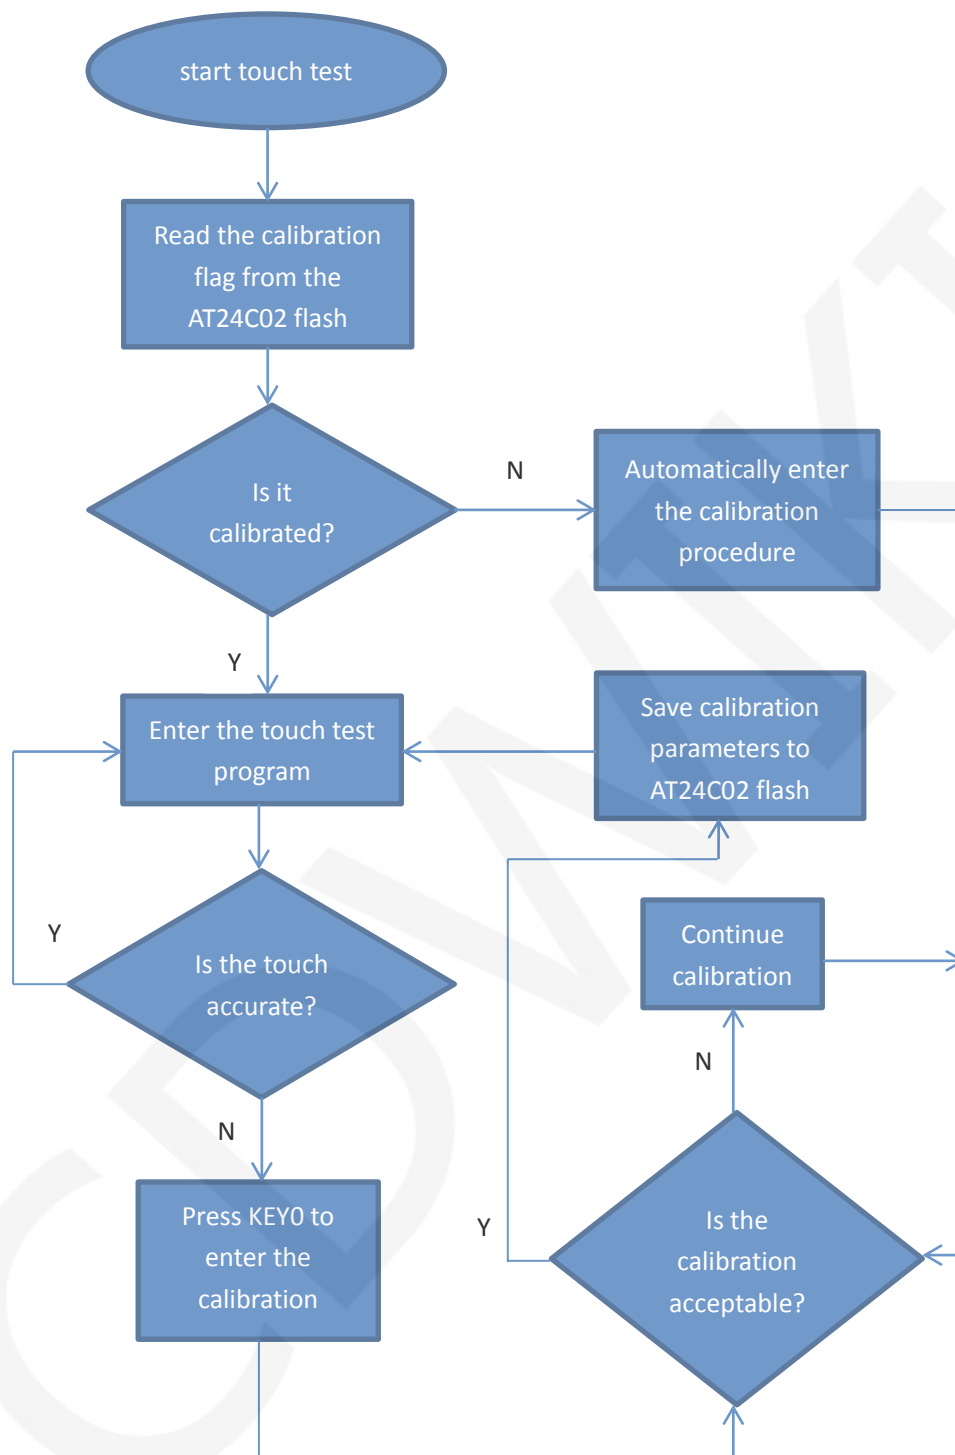 start touch test
Read the calibration
flag from the
AT24C02 flash
Is it
calibrated?
N
Automatically enter
the calibration
procedure
Y
Enter the touch test
program
Save calibration
parameters to
AT24C02 flash
Y
Is the touch
accurate?
Continue
calibration
N
N
Press KEY0 to
enter the
calibration
Y
Is the
calibration
acceptable?